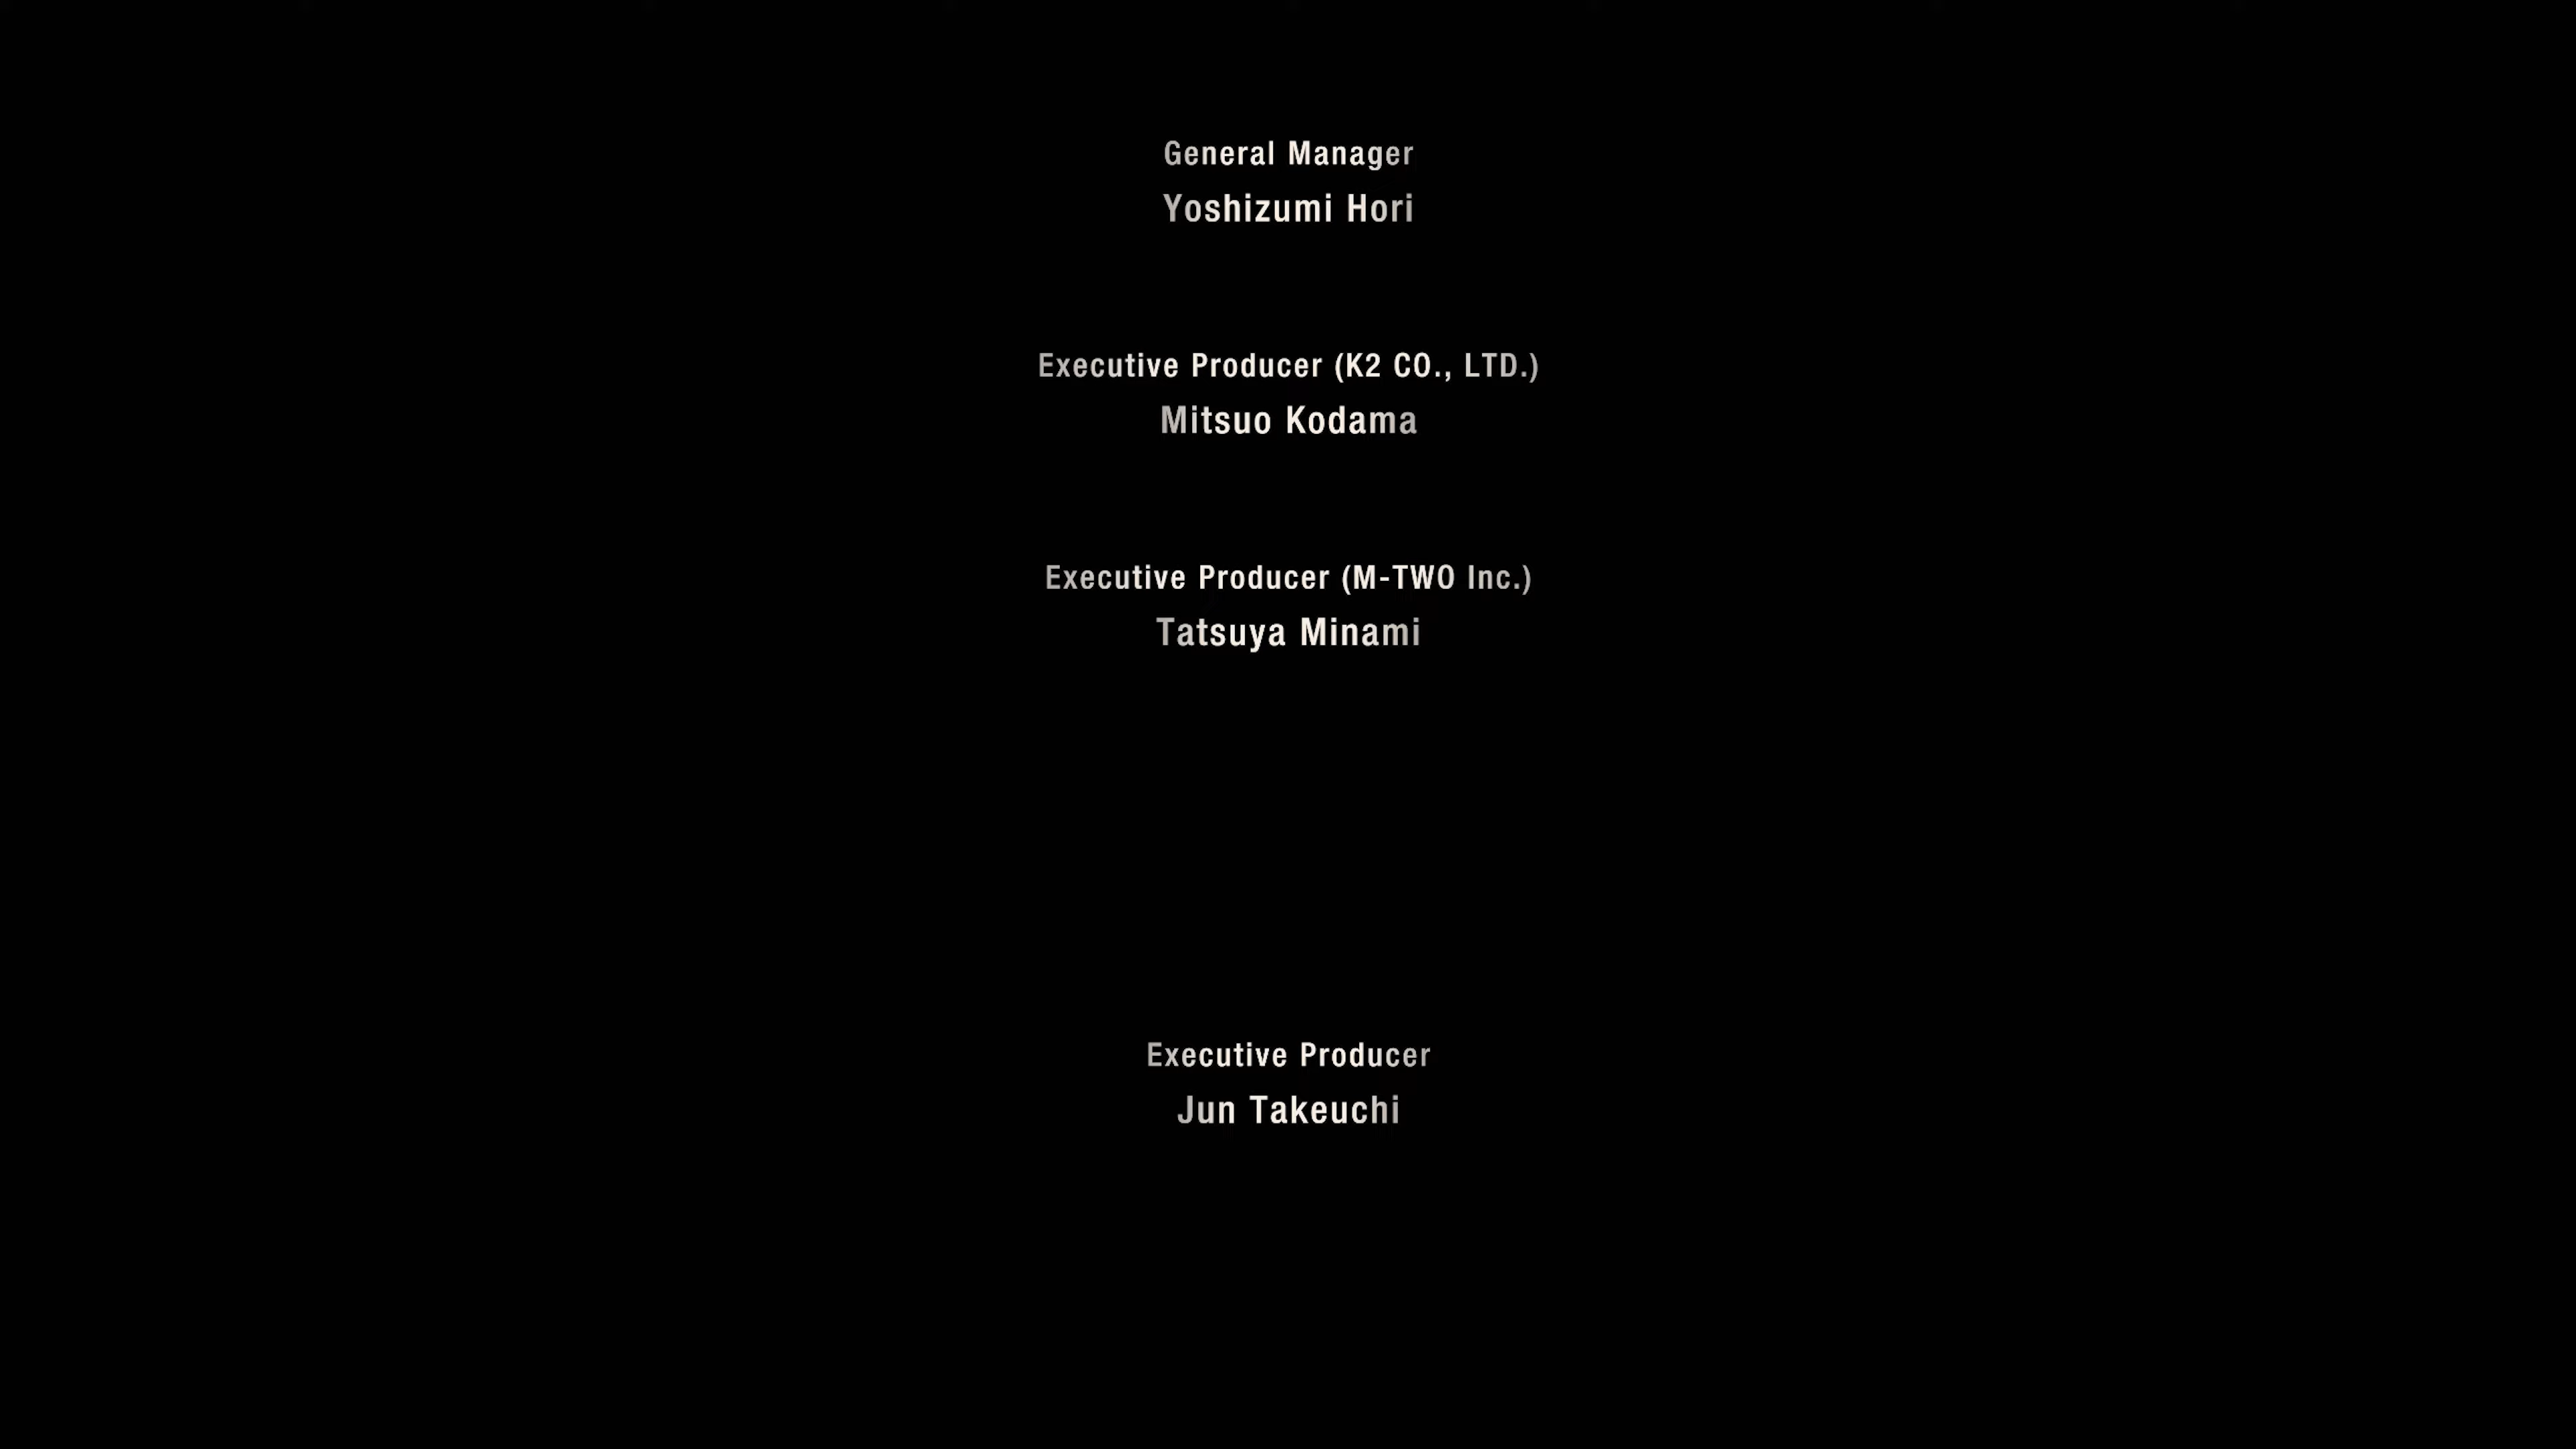 General Manager
Yoshizumi Hori
Executive Producer (K2 CO., LTD.)
Mitsuo Kodama
Executive Producer (M-TWO Inc.)
Tatsuya Minami
Executive Producer
Jun Takeuchi